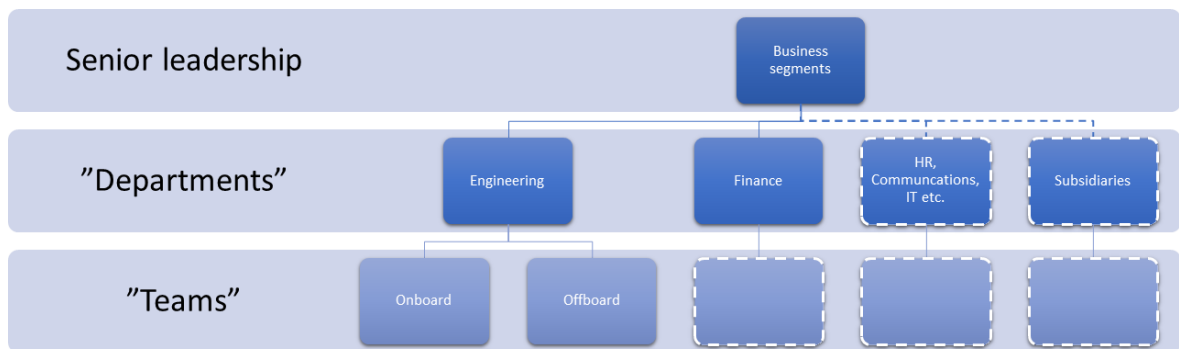 Senior leadership
Business
segments
”Departments”
Engineering
Finance
HR,
Communcations,
IT etc.
Subsidiaries
”Teams”
Onboard
Offboard